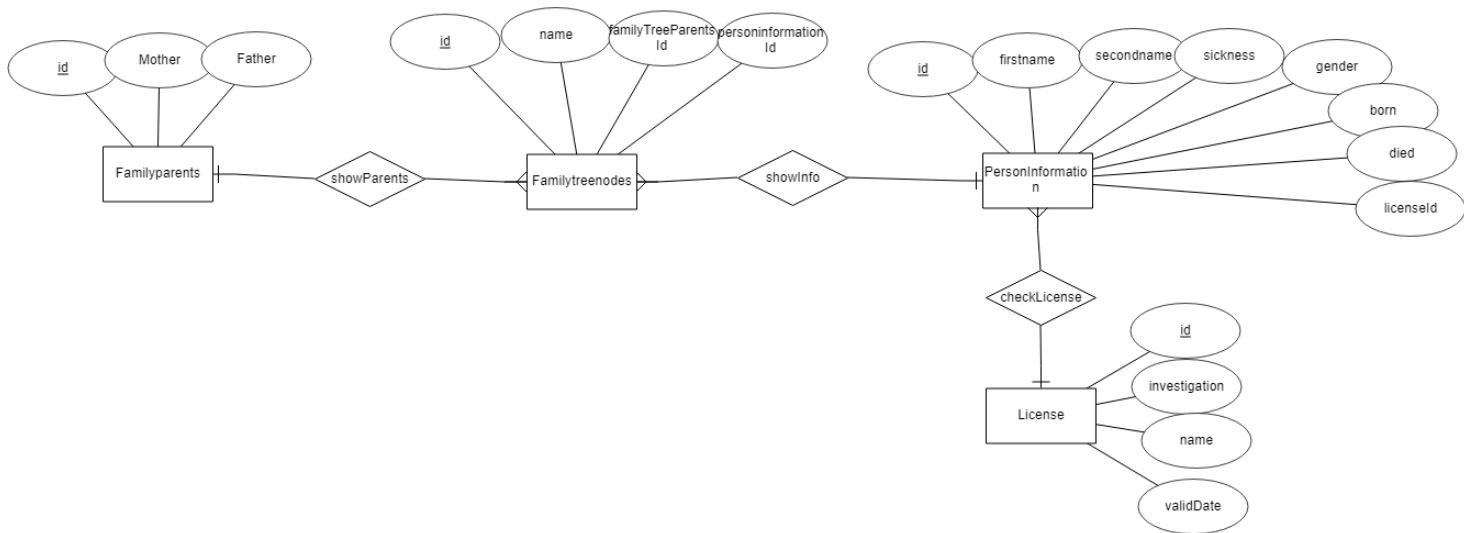 id
Mother
Father
id
name
familyTreeParents
Id
personinformation
Id
id
firstname
secondname
sickness
gender
born
died
licenseId
Familyparents
showParents
Familytreenodes
showInfo
PersonInformatio
n
checkLicense
id
investigation
name
validDate
License